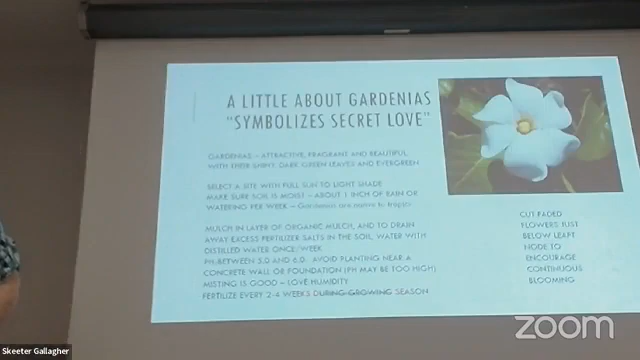 A LITTLE ABOUT GARDENIAS
"SYMBOLIZES SECRET LOVE"
GARDENIAS – ATTRACTIVE, FRAGRANT AND BEAUTIFUL,
WITH THEIR SHINY, DARK GREEN LEAVES AND EVERGREEN
SELECT A SITE WITH FULL SUN TO LIGHT SHADE
MAKE SURE SOIL IS MOIST – ABOUT 1 INCH OF RAIN OR
WATERING PER WEEK – Gardenias are native to tropics
MULCH IN LAYER OF ORGANIC MULCH, AND TO DRAIN
AWAY EXCESS FERTILIZER SALTS IN THE SOIL, WATER WITH
DISTILLED WATER ONCE/WEEK
PH BETWEEN 5.0 AND 6.0. AVOID PLANTING NEAR A
CONCRETE WALL OR FOUNDATION (PH MAY BE TOO HIGH)
MISTING IS GOOD – LOVE HUMIDITY
FERTILIZE EVERY 2-4 WEEKS DURING GROWING SEASON
CUT FADED
FLOWERS JUST
BELOW LEAFT
NODE TO
ENCOURAGE
CONTINUOUS
BLOOMING
zoom
Skeeter Gallagher